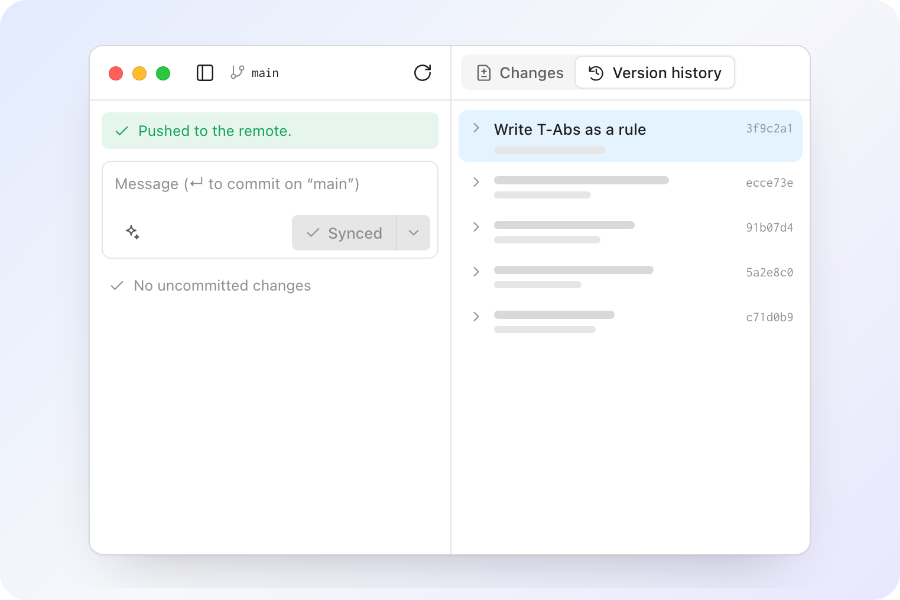 main
Changes
Version history
Pushed to the remote.
Message (↵ to commit on “main”)
Synced
No uncommitted changes
Write T-Abs as a rule
3f9c2a1
ecce73e
91b07d4
5a2e8c0
c71d0b9